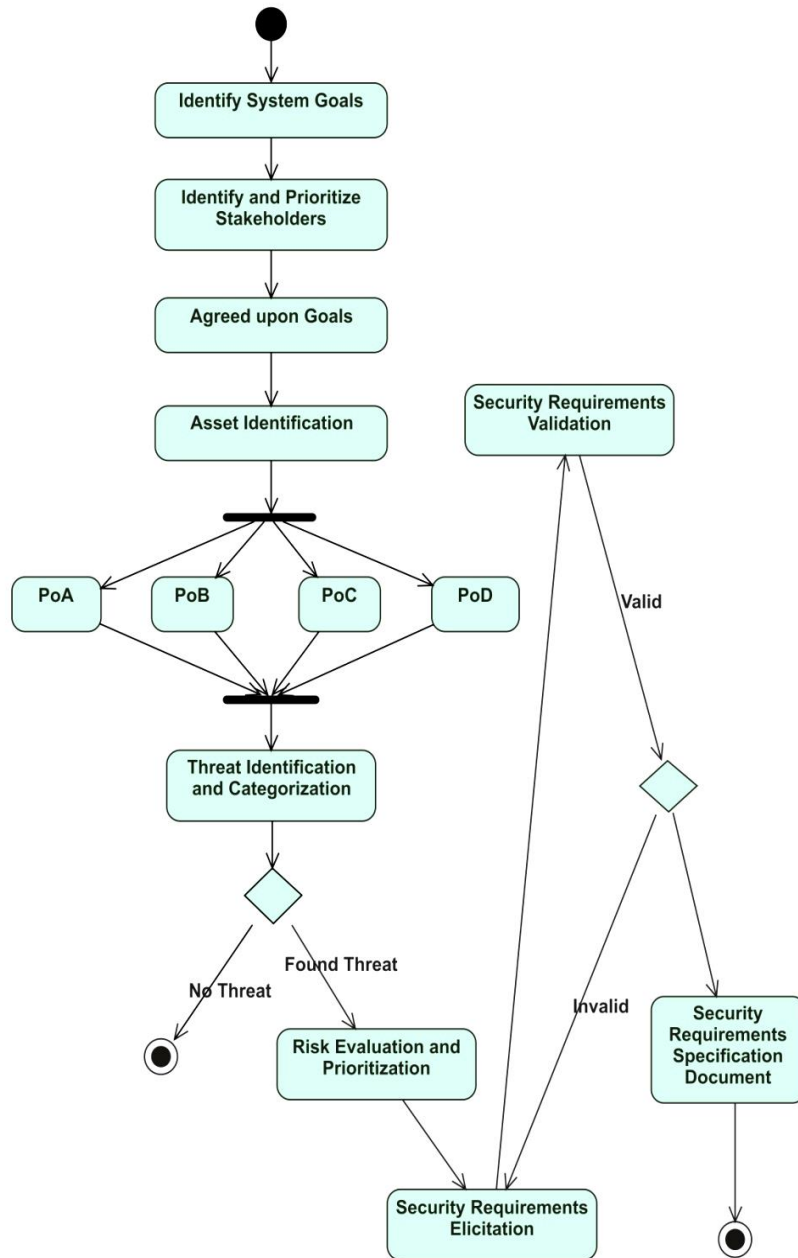 Identify System Goals
Identify and Prioritize
Stakeholders
Agreed upon Goals
Asset Identification
PoA
PoB
PoC
PoD
Threat Identification
and Categorization
No Threat
Found Threat
Risk Evaluation and
Prioritization
Security Requirements
Elicitation
Security Requirements
Validation
Valid
Invalid
Security
Requirements
Specification
Document